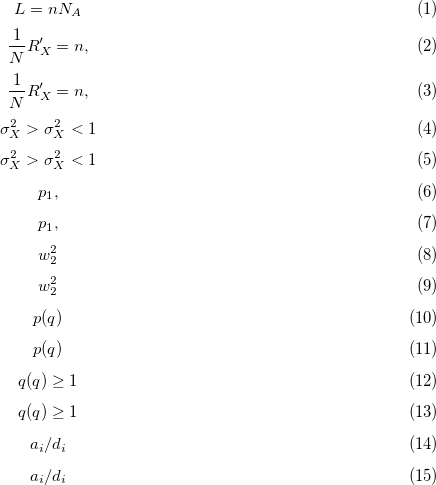 L = nN_A (1)
\frac{1}{N} R'_X = n, (2)
\frac{1}{N} R'_X = n, (3)
σ_X^2 > σ_X^2 < 1 (4)
σ_X^2 > σ_X^2 < 1 (5)
p_1, (6)
p_1, (7)
w_2^2 (8)
w_2^2 (9)
p(q) (10)
p(q) (11)
q(q) ≥ 1 (12)
q(q) ≥ 1 (13)
a_i/d_i (14)
a_i/d_i (15)